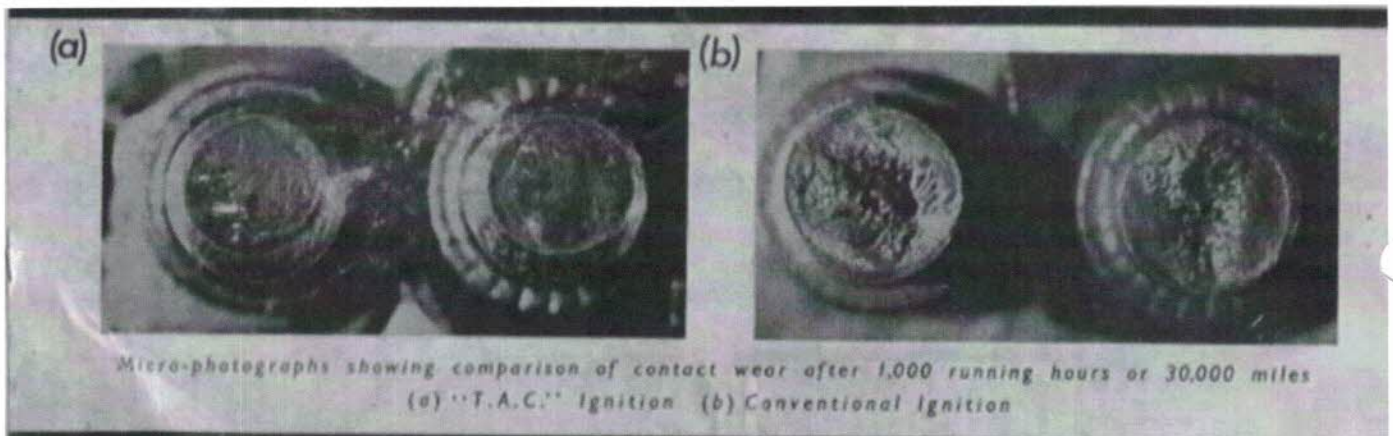 (a) (b)
Micro-photographs showing comparison of contact wear after 1,000 running hours or 30,000 miles
(a) "T.A.C." Ignition (b) Conventional Ignition